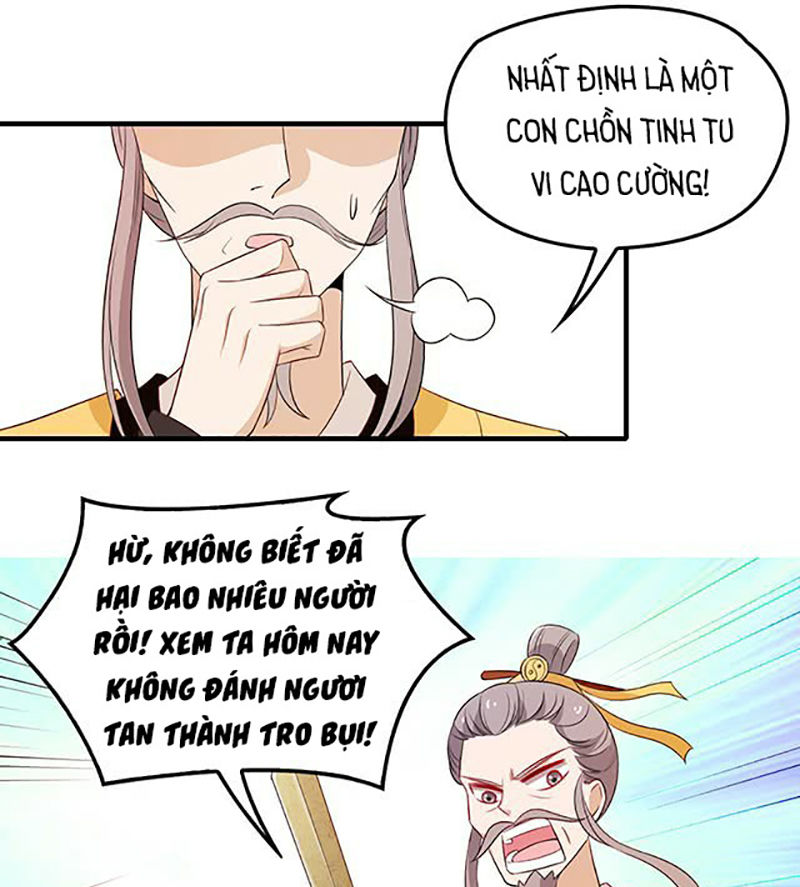 NHẤT ĐỊNH LÀ MỘT
CON CHỒN TINH TU
VI CAO CƯỜNG!
HỪ, KHÔNG BIẾT ĐÃ
HẠI BAO NHIÊU NGƯỜI
RỒI! XEM TA HÔM NAY
KHÔNG ĐÁNH NGƯƠI
TAN THÀNH TRO BỤI!